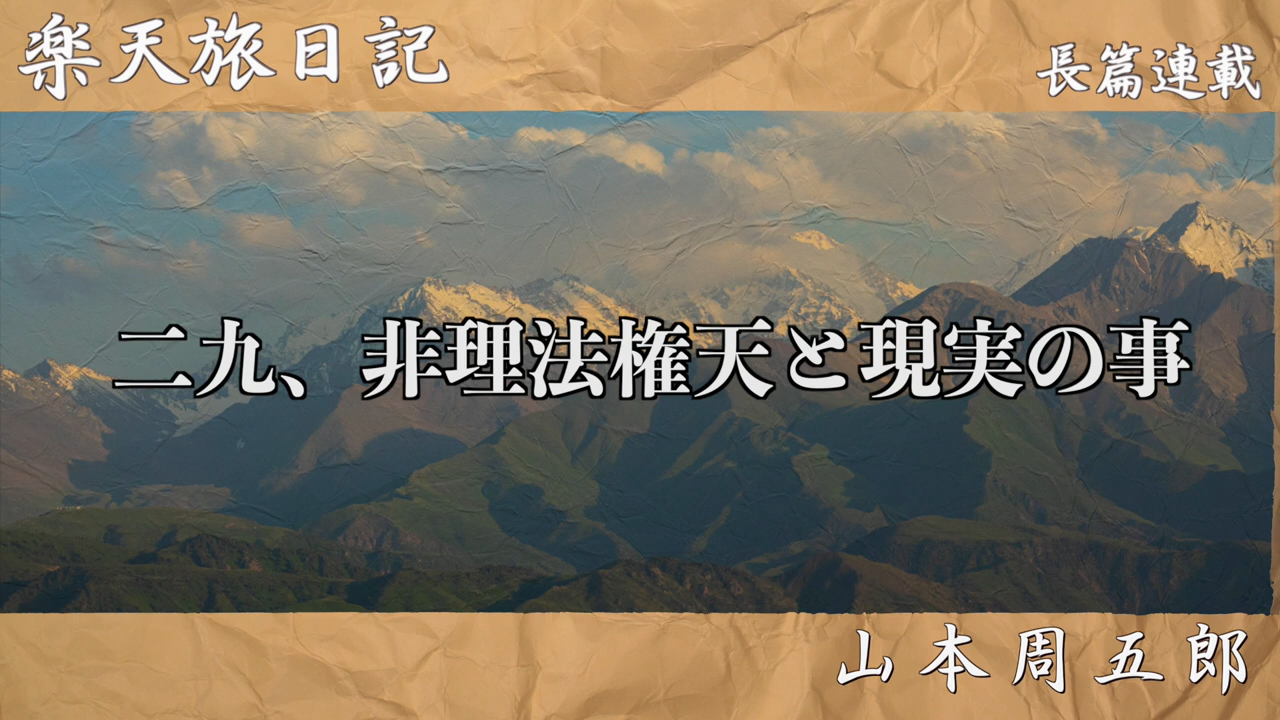 楽天旅日記
長篇連載
二九、非理法権天と現実の事
山本周五郎